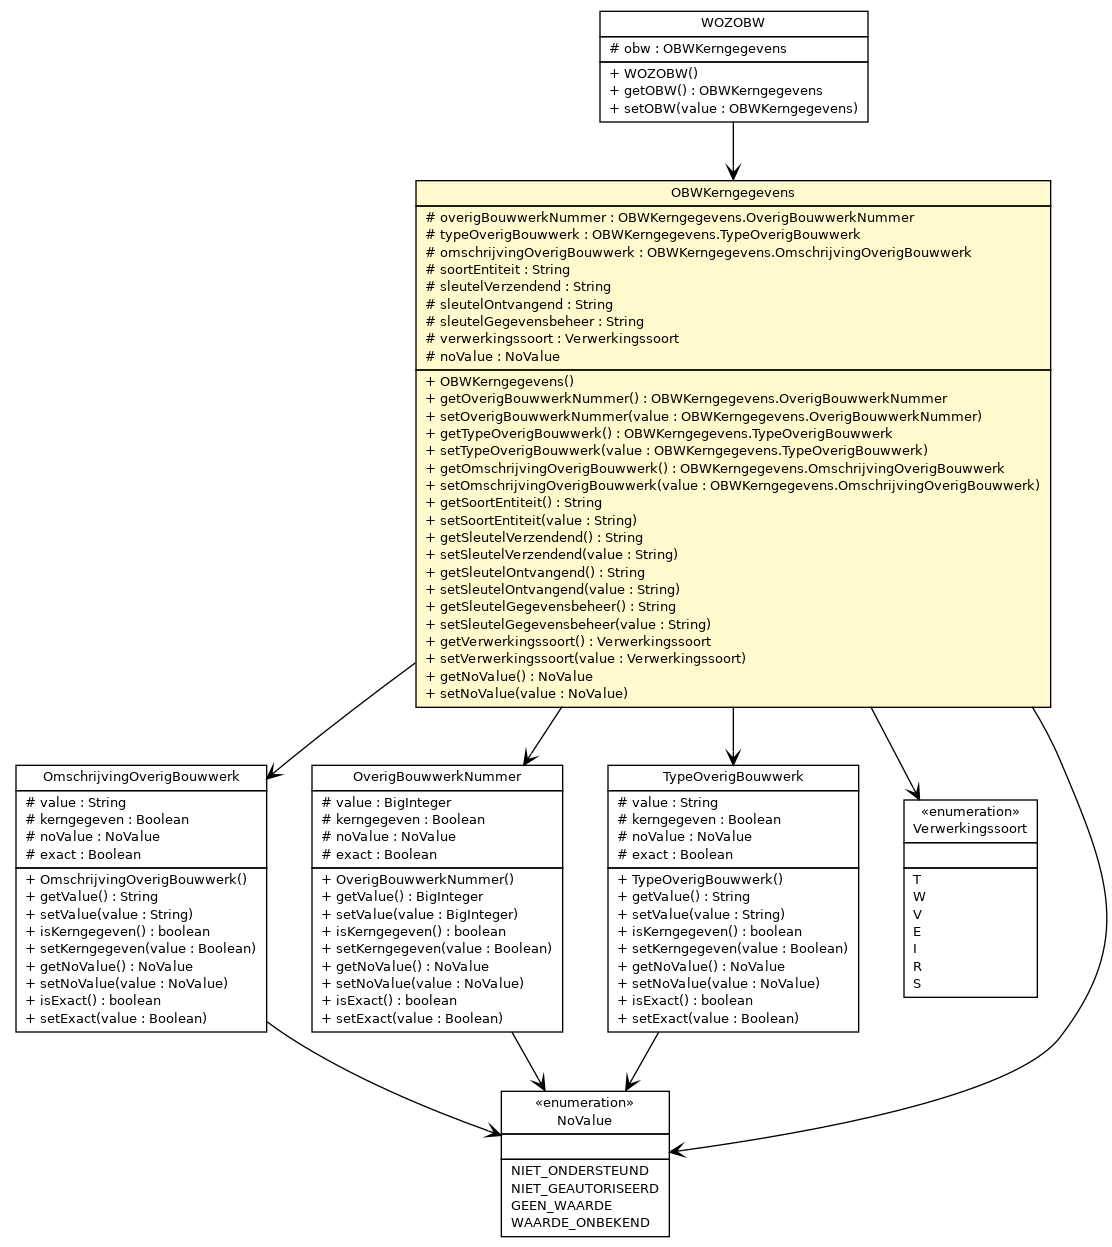 WOZOBW
# obw : OBWKerngegevens
+ WOZOBW()
+ getOBW() : OBWKerngegevens
+ setOBW(value : OBWKerngegevens)
OBWKerngegevens
# overigBouwwerkNummer : OBWKerngegevens.OverigBouwwerkNummer
# typeOverigBouwwerk : OBWKerngegevens.TypeOverigBouwwerk
# omschrijvingOverigBouwwerk : OBWKerngegevens.OmschrijvingOverigBouwwerk
# soortEntiteit : String
# sleutelVerzendend : String
# sleutelOntvangend : String
# sleutelGegevensbeheer : String
# verwerkingssoort : Verwerkingssoort
# noValue : NoValue
+ OBWKerngegevens()
+ getOverigBouwwerkNummer() : OBWKerngegevens.OverigBouwwerkNummer
+ setOverigBouwwerkNummer(value : OBWKerngegevens.OverigBouwwerkNummer)
+ getTypeOverigBouwwerk() : OBWKerngegevens.TypeOverigBouwwerk
+ setTypeOverigBouwwerk(value : OBWKerngegevens.TypeOverigBouwwerk)
+ getOmschrijvingOverigBouwwerk() : OBWKerngegevens.OmschrijvingOverigBouwwerk
+ setOmschrijvingOverigBouwwerk(value : OBWKerngegevens.OmschrijvingOverigBouwwerk)
+ getSoortEntiteit() : String
+ setSoortEntiteit(value : String)
+ getSleutelVerzendend() : String
+ setSleutelVerzendend(value : String)
+ getSleutelOntvangend() : String
+ setSleutelOntvangend(value : String)
+ getSleutelGegevensbeheer() : String
+ setSleutelGegevensbeheer(value : String)
+ getVerwerkingssoort() : Verwerkingssoort
+ setVerwerkingssoort(value : Verwerkingssoort)
+ getNoValue() : NoValue
+ setNoValue(value : NoValue)
OmschrijvingOverigBouwwerk
# value : String
# kerngegeven : Boolean
# noValue : NoValue
# exact : Boolean
+ OmschrijvingOverigBouwwerk()
+ getValue() : String
+ setValue(value : String)
+ isKerngegeven() : boolean
+ setKerngegeven(value : Boolean)
+ getNoValue() : NoValue
+ setNoValue(value : NoValue)
+ isExact() : boolean
+ setExact(value : Boolean)
OverigBouwwerkNummer
# value : BigInteger
# kerngegeven : Boolean
# noValue : NoValue
# exact : Boolean
+ OverigBouwwerkNummer()
+ getValue() : BigInteger
+ setValue(value : BigInteger)
+ isKerngegeven() : boolean
+ setKerngegeven(value : Boolean)
+ getNoValue() : NoValue
+ setNoValue(value : NoValue)
+ isExact() : boolean
+ setExact(value : Boolean)
TypeOverigBouwwerk
# value : String
# kerngegeven : Boolean
# noValue : NoValue
# exact : Boolean
+ TypeOverigBouwwerk()
+ getValue() : String
+ setValue(value : String)
+ isKerngegeven() : boolean
+ setKerngegeven(value : Boolean)
+ getNoValue() : NoValue
+ setNoValue(value : NoValue)
+ isExact() : boolean
+ setExact(value : Boolean)
«enumeration»
Verwerkingssoort
T
W
V
E
I
R
S
«enumeration»
NoValue
NIET_ONDERSTEUND
NIET_GEAUTORISEERD
GEEN_WAARDE
WAARDE_ONBEKEND